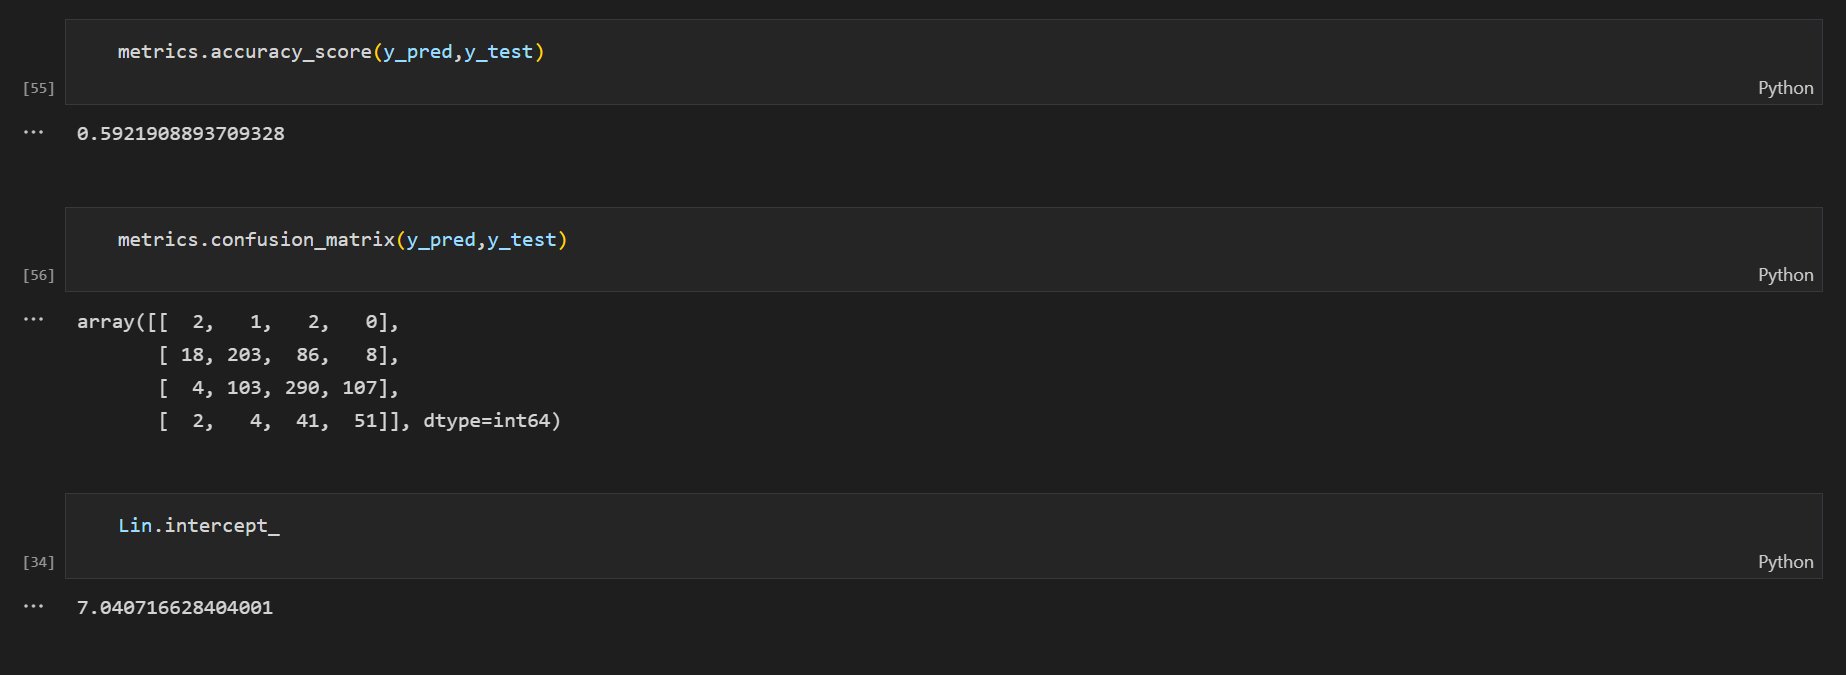 metrics.accuracy_score(y_pred,y_test)
[55]
Python
... 0.5921908893709328
metrics.confusion_matrix(y_pred,y_test)
[56]
Python
... array([[  2,   1,   2,   0],
       [ 18, 203,  86,   8],
       [  4, 103, 290, 107],
       [  2,   4,  41,  51]], dtype=int64)
Lin.intercept_
[34]
Python
... 7.040716628404001